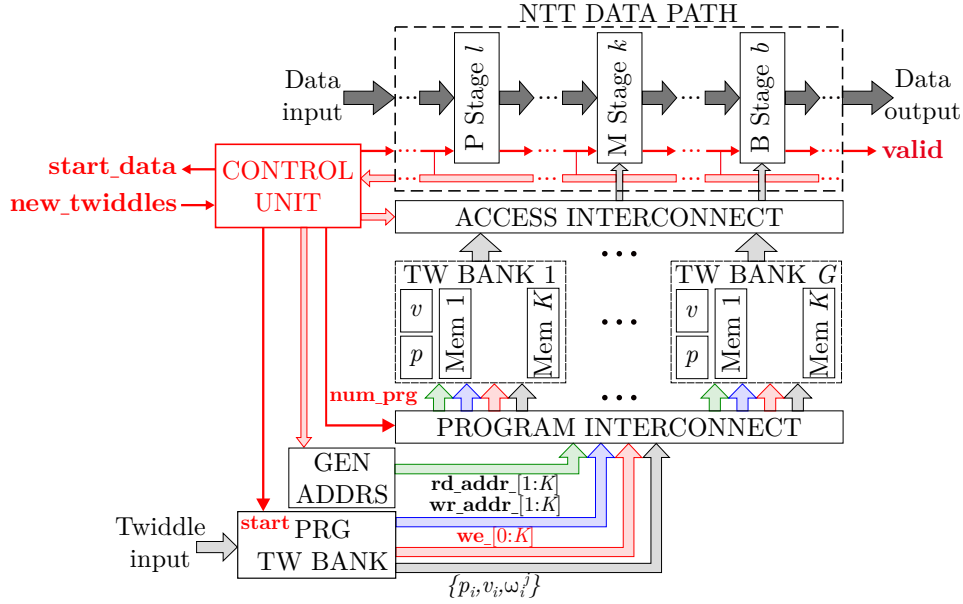 NTT DATA PATH
Data
input
P Stage l
M Stage k
B Stage b
Data
output
start_data
new_twiddles
CONTROL
UNIT
valid
ACCESS INTERCONNECT
TW BANK 1
v
p
Mem 1
Mem K
TW BANK G
v
p
Mem 1
Mem K
num_prg
PROGRAM INTERCONNECT
GEN
ADDRS
rd_addr_[1:K]
wr_addr_[1:K]
Twiddle
input
start
PRG
TW BANK
we_[0:K]
{p_i,v_i,ω_i^j}